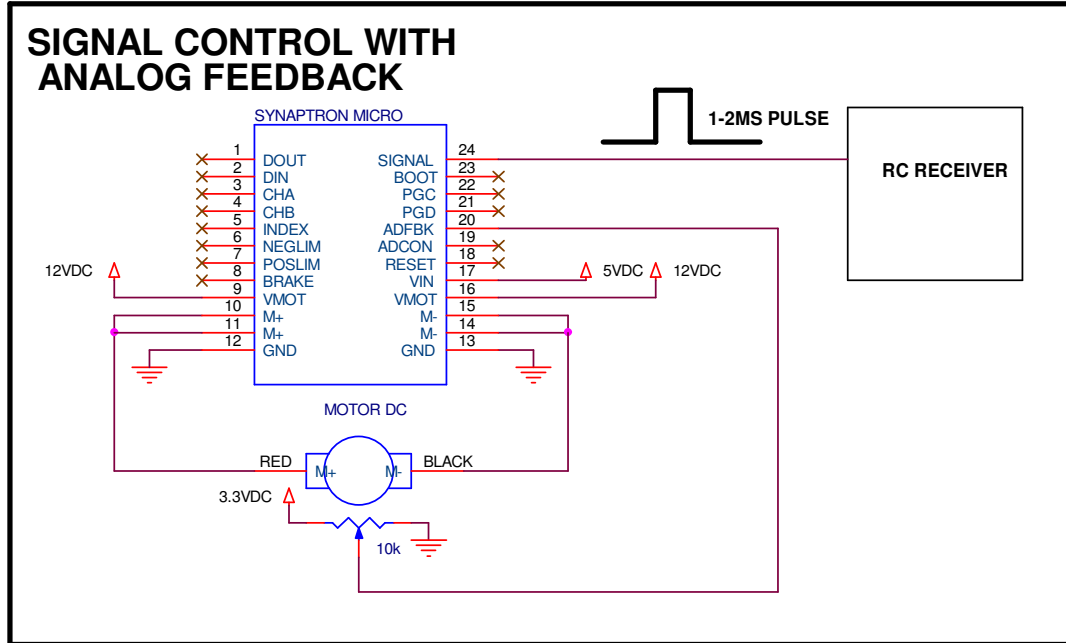 SIGNAL CONTROL WITH
ANALOG FEEDBACK
SYNAPTRON MICRO
1-2MS PULSE
RC RECEIVER
1 DOUT SIGNAL 24
2 DIN BOOT 23
3 CHA PGC 22
4 CHB PGD 21
5 INDEX ADFBK 20
6 NEGLIM ADCON 19
7 POSLIM RESET 18
8 BRAKE VIN 17
9 VMOT VMOT 16
10 M+ M- 15
11 M+ M- 14
12 GND GND 13
12VDC
5VDC
12VDC
MOTOR DC
RED
M+
M-
BLACK
3.3VDC
10k